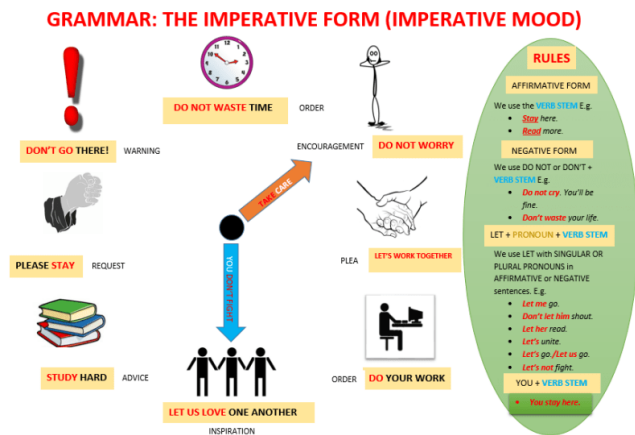 GRAMMAR: THE IMPERATIVE FORM (IMPERATIVE MOOD)
DO NOT WASTE TIME
ORDER
DON'T GO THERE!
WARNING
ENCOURAGEMENT
DO NOT WORRY
TAKE CARE
PLEASE STAY
REQUEST
YOU DON'T FIGHT
PLEA
LET'S WORK TOGETHER
STUDY HARD
ADVICE
LET US LOVE ONE ANOTHER
INSPIRATION
ORDER
DO YOUR WORK
RULES
AFFIRMATIVE FORM
We use the VERB STEM E.g.
• Stay here.
• Read more.
NEGATIVE FORM
We use DO NOT or DON'T +
VERB STEM E.g.
• Do not cry. You'll be
fine.
• Don't waste your life.
LET + PRONOUN + VERB STEM
We use LET with SINGULAR OR
PLURAL PRONOUNS in
AFFIRMATIVE or NEGATIVE
sentences. E.g.
• Let me go.
• Don't let him shout.
• Let her read.
• Let's unite.
• Let's go./Let us go.
• Let's not fight.
YOU + VERB STEM
• You stay here.